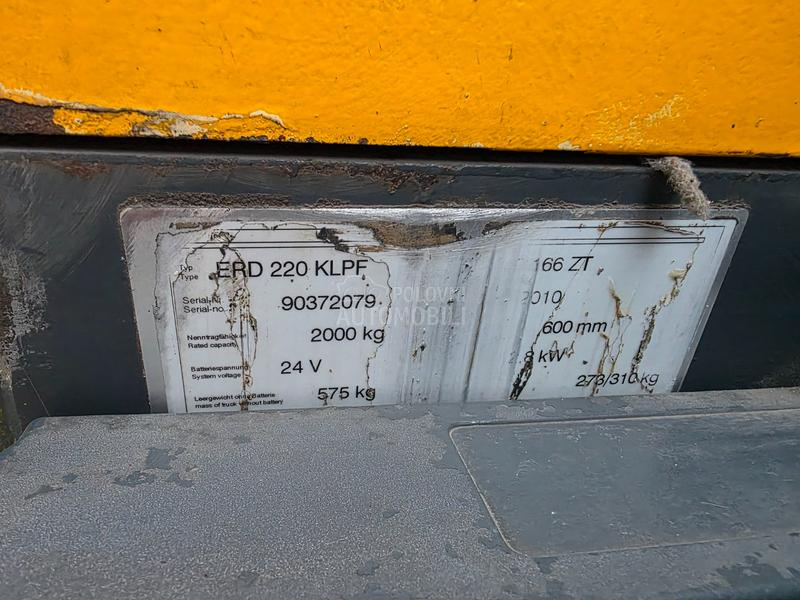 Typ
Type ERD 220 KLPF 166 ZT
Serial-Nr.
Serial-no. 90372079 2010
Nenntragfähigkeit
Rated capacity 2000 kg 600 mm
Batteriespannung
System voltage 24 V 8 kW
Leergewicht ohne Batterie
mass of truck without battery 575 kg 273/310 kg
POLOVNI
AUTOMOBILI